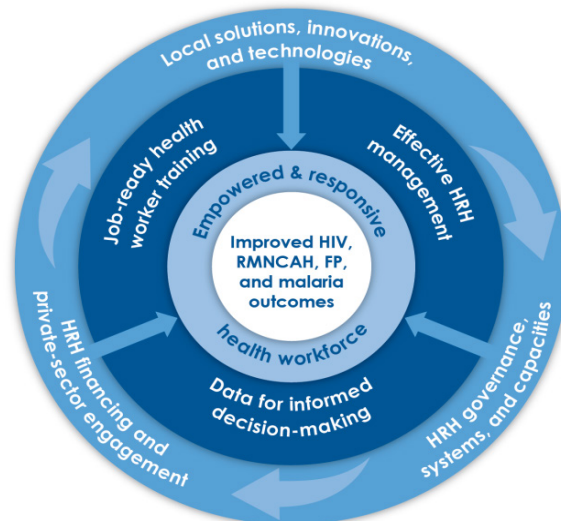 Local solutions, innovations,
and technologies
Job-ready health
worker training
Effective HRH
management
Empowered & responsive
Improved HIV,
RMNCAH, FP,
and malaria
outcomes
health workforce
Data for informed
decision-making
HRH financing and
private-sector engagement
HRH governance,
systems, and capacities